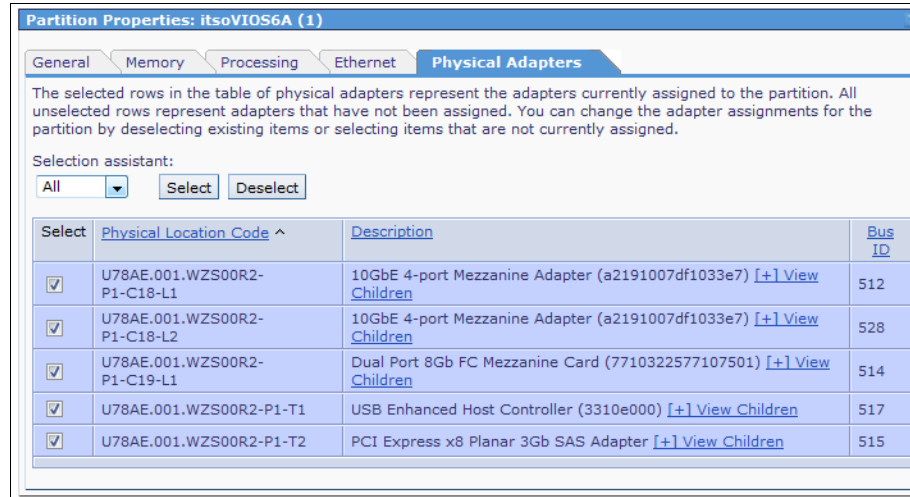 Partition Properties: itsoVIOS6A (1)
General Memory Processing Ethernet Physical Adapters
The selected rows in the table of physical adapters represent the adapters currently assigned to the partition. All
unselected rows represent adapters that have not been assigned. You can change the adapter assignments for the
partition by deselecting existing items or selecting items that are not currently assigned.
Selection assistant:
All Select Deselect
Select Physical Location Code ^ Description Bus
ID
U78AE.001.WZS00R2-
P1-C18-L1
10GbE 4-port Mezzanine Adapter (a2191007df1033e7) [+] View
Children
512
U78AE.001.WZS00R2-
P1-C18-L2
10GbE 4-port Mezzanine Adapter (a2191007df1033e7) [+] View
Children
528
U78AE.001.WZS00R2-
P1-C19-L1
Dual Port 8Gb FC Mezzanine Card (7710322577107501) [+] View
Children
514
U78AE.001.WZS00R2-P1-T1 USB Enhanced Host Controller (3310e000) [+] View Children 517
U78AE.001.WZS00R2-P1-T2 PCI Express x8 Planar 3Gb SAS Adapter [+] View Children 515